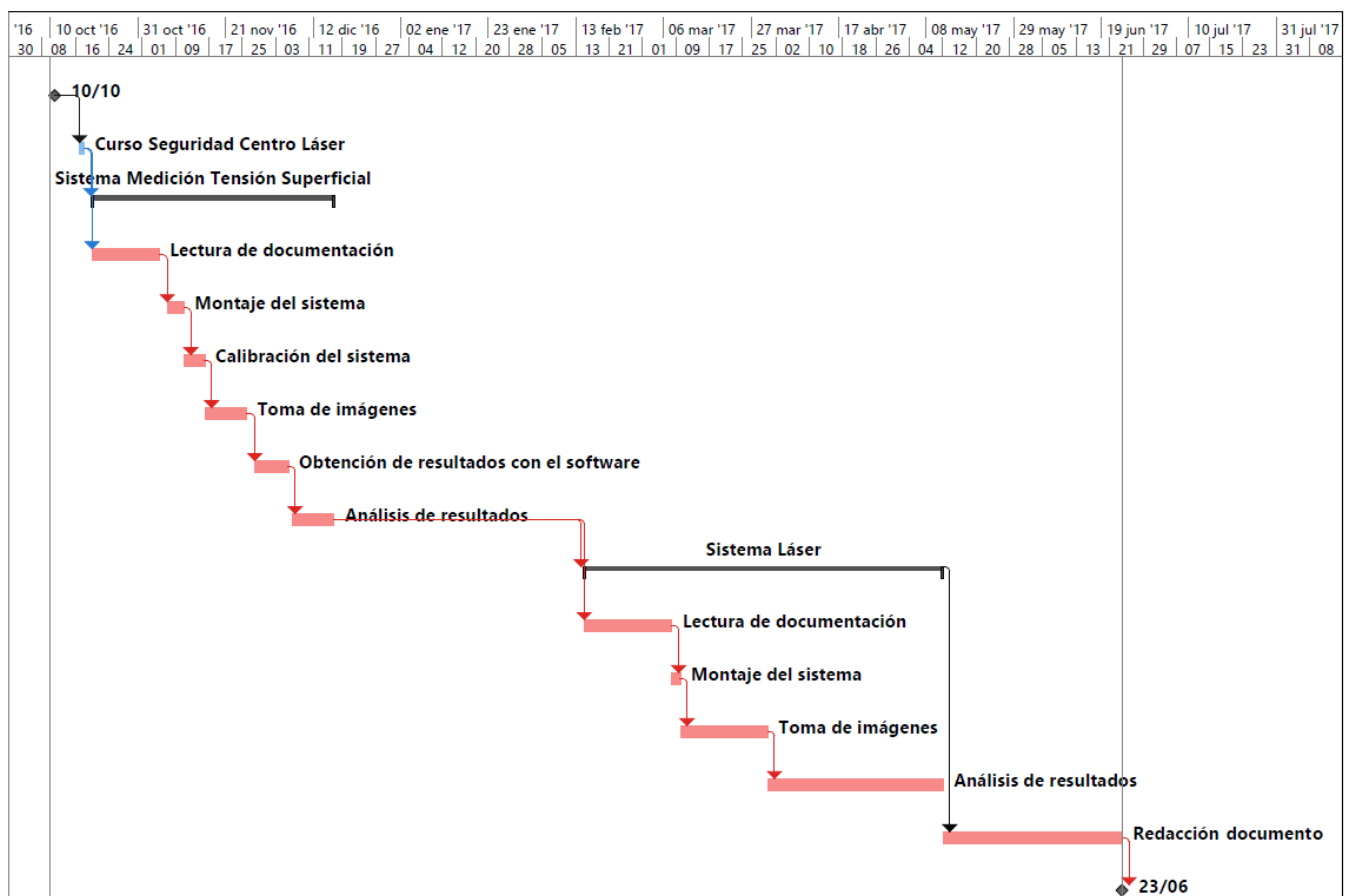 '16 10 oct '16 31 oct '16 21 nov '16 12 dic '16 02 ene '17 23 ene '17 13 feb '17 06 mar '17 27 mar '17 17 abr '17 08 may '17 29 may '17 19 jun '17 10 jul '17 31 jul '17
30 08 16 24 01 09 17 25 03 11 19 27 04 12 20 28 05 13 21 01 09 17 25 02 10 18 26 04 12 20 28 05 13 21 29 07 15 23 31 08
10/10
Curso Seguridad Centro Láser
Sistema Medición Tensión Superficial
Lectura de documentación
Montaje del sistema
Calibración del sistema
Toma de imágenes
Obtención de resultados con el software
Análisis de resultados
Sistema Láser
Lectura de documentación
Montaje del sistema
Toma de imágenes
Análisis de resultados
Redacción documento
23/06